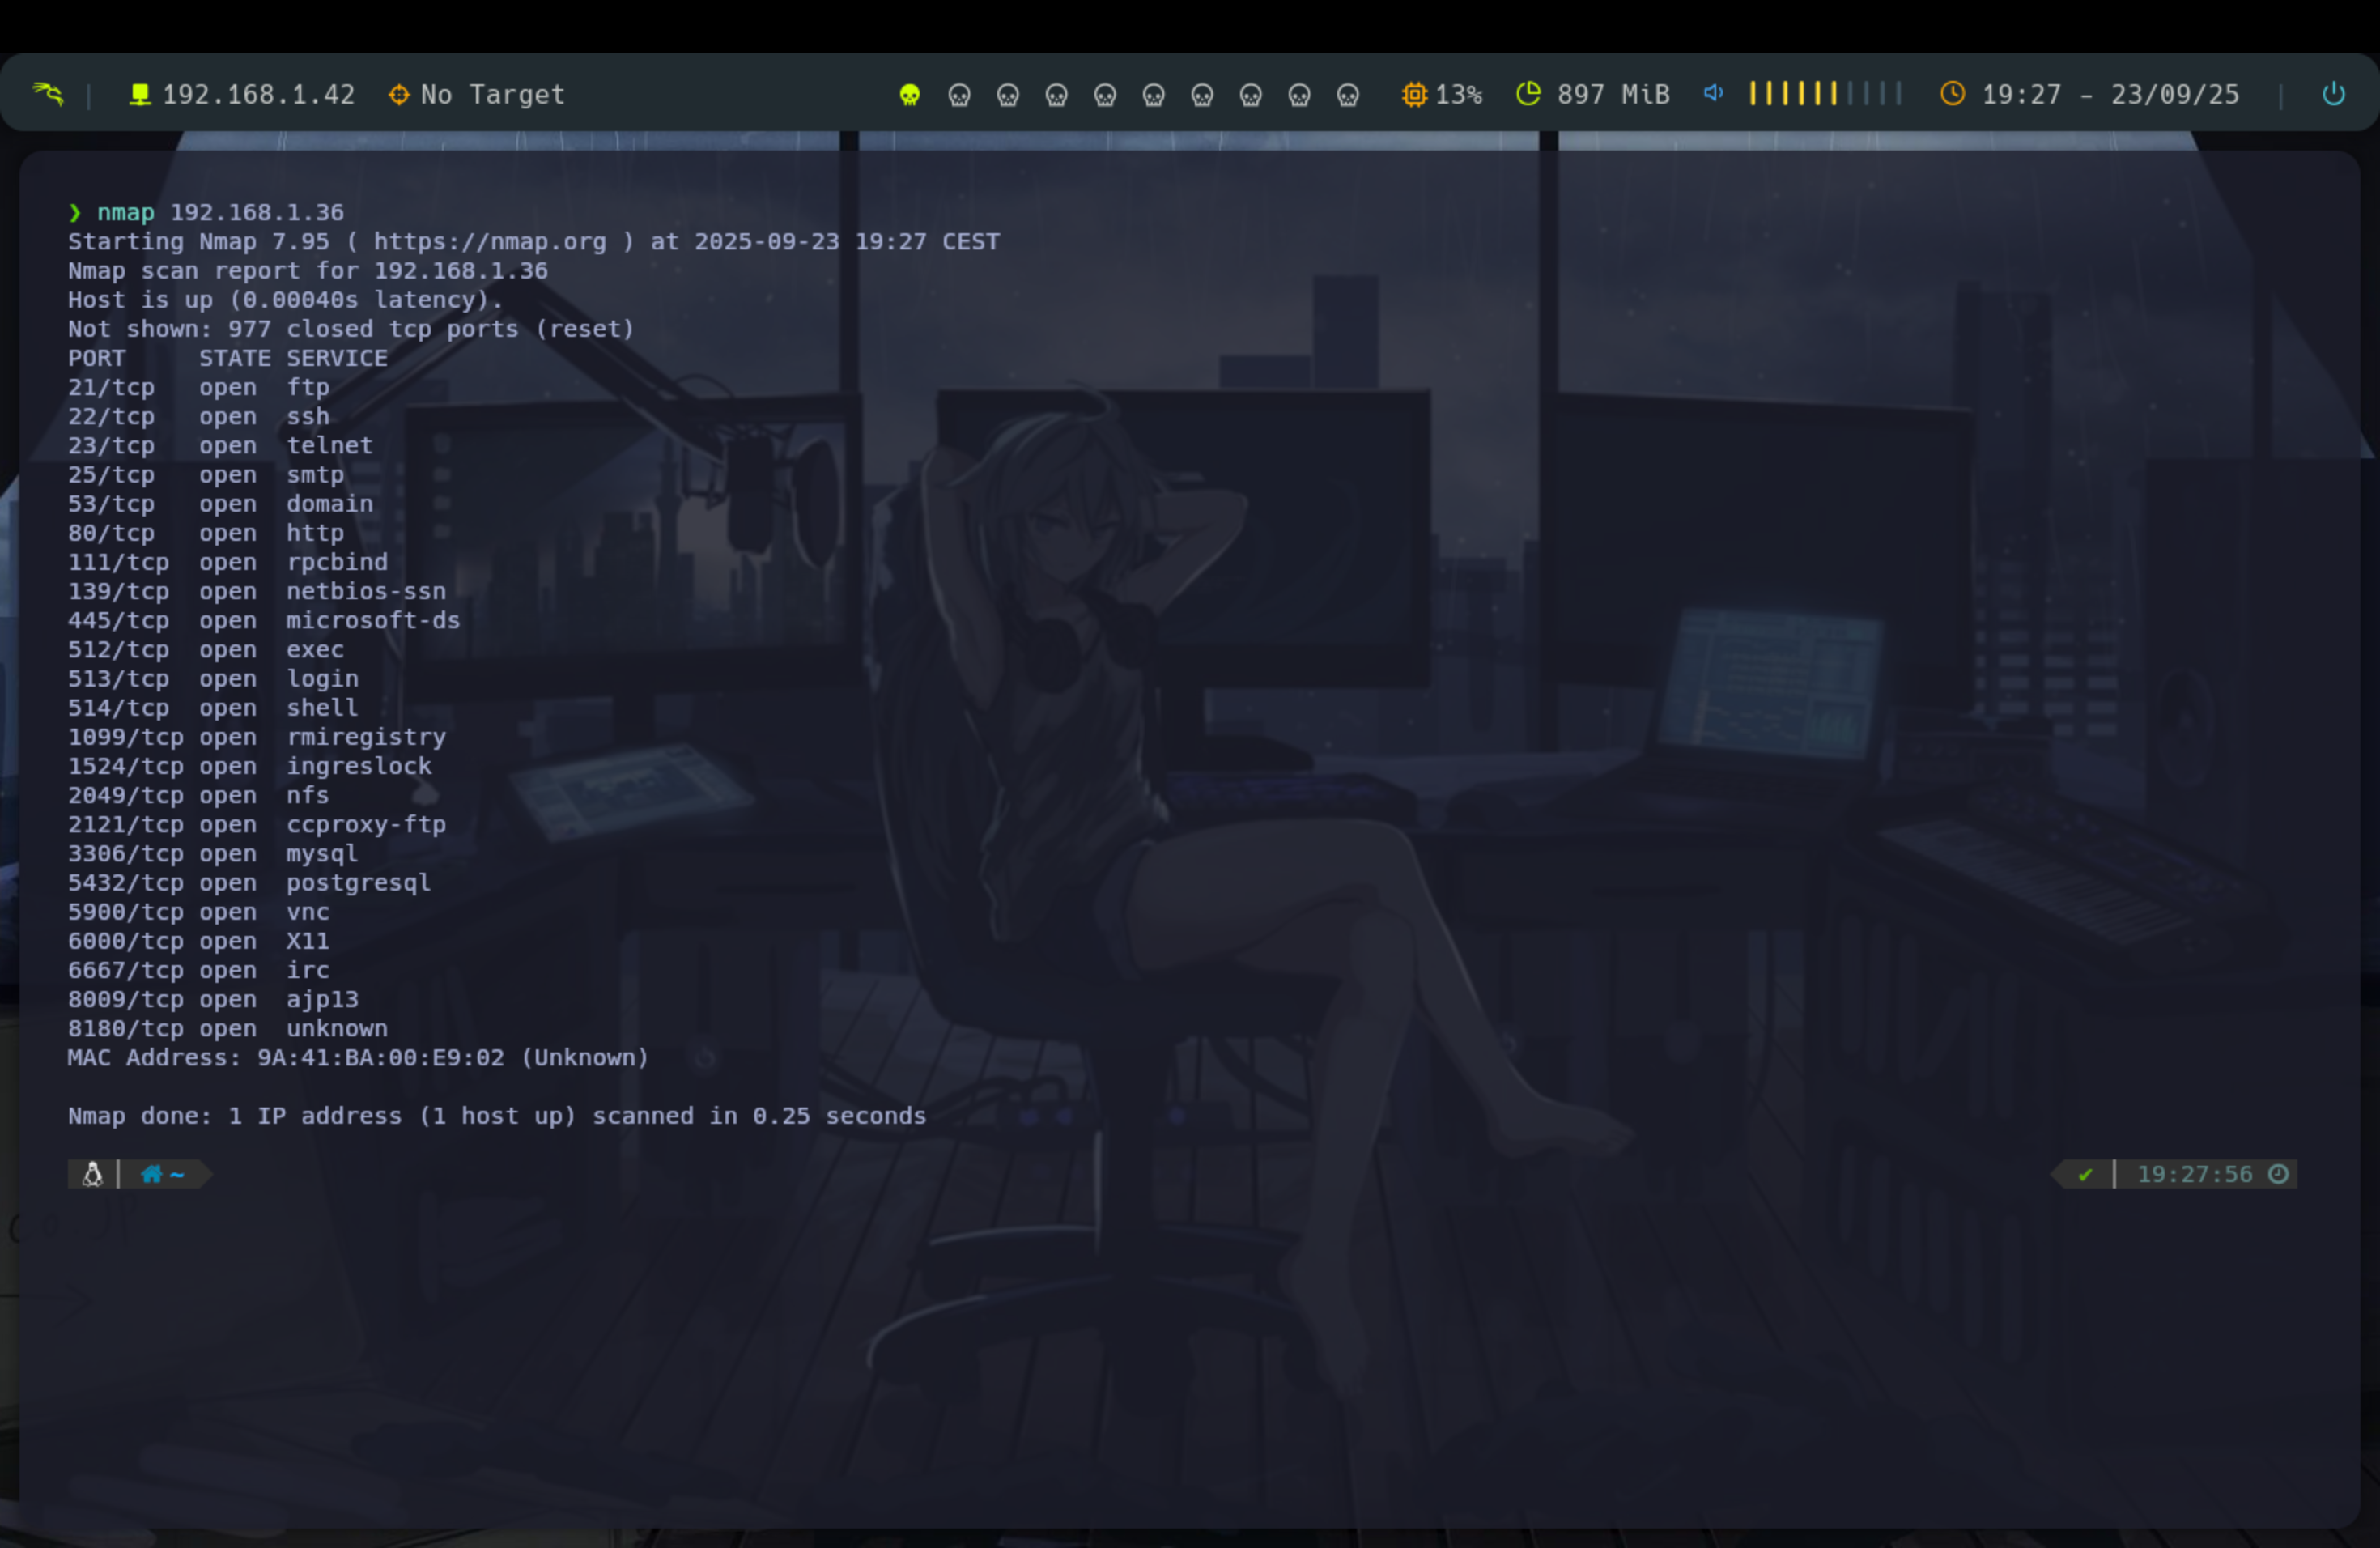 192.168.1.42 No Target 13% 897 MiB 19:27 - 23/09/25
❯ nmap 192.168.1.36
Starting Nmap 7.95 ( https://nmap.org ) at 2025-09-23 19:27 CEST
Nmap scan report for 192.168.1.36
Host is up (0.00040s latency).
Not shown: 977 closed tcp ports (reset)
PORT     STATE SERVICE
21/tcp   open  ftp
22/tcp   open  ssh
23/tcp   open  telnet
25/tcp   open  smtp
53/tcp   open  domain
80/tcp   open  http
111/tcp  open  rpcbind
139/tcp  open  netbios-ssn
445/tcp  open  microsoft-ds
512/tcp  open  exec
513/tcp  open  login
514/tcp  open  shell
1099/tcp open  rmiregistry
1524/tcp open  ingreslock
2049/tcp open  nfs
2121/tcp open  ccproxy-ftp
3306/tcp open  mysql
5432/tcp open  postgresql
5900/tcp open  vnc
6000/tcp open  X11
6667/tcp open  irc
8009/tcp open  ajp13
8180/tcp open  unknown
MAC Address: 9A:41:BA:00:E9:02 (Unknown)
Nmap done: 1 IP address (1 host up) scanned in 0.25 seconds
~ ✔ 19:27:56